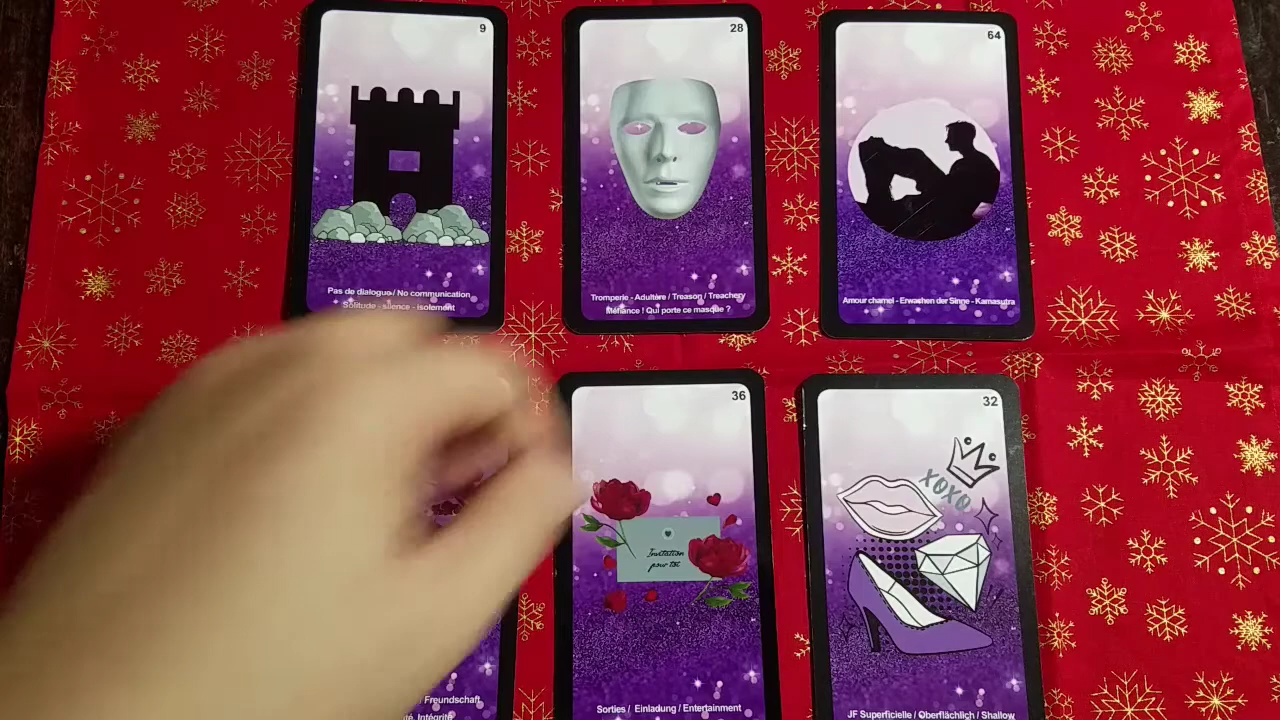 9
Pas de dialogue / No communication
Solitude - silence - isolement
28
Tromperie - Adultère / Treason / Treachery
Méfiance ! Qui porte ce masque ?
64
Amour charnel - Erwachen der Sinne - Kamasutra
/ Freundschaft
Intégrité
36
Invitation
pour toi
Sorties / Einladung / Entertainment
32
XOXO
JF Superficielle / Oberflächlich / Shallow